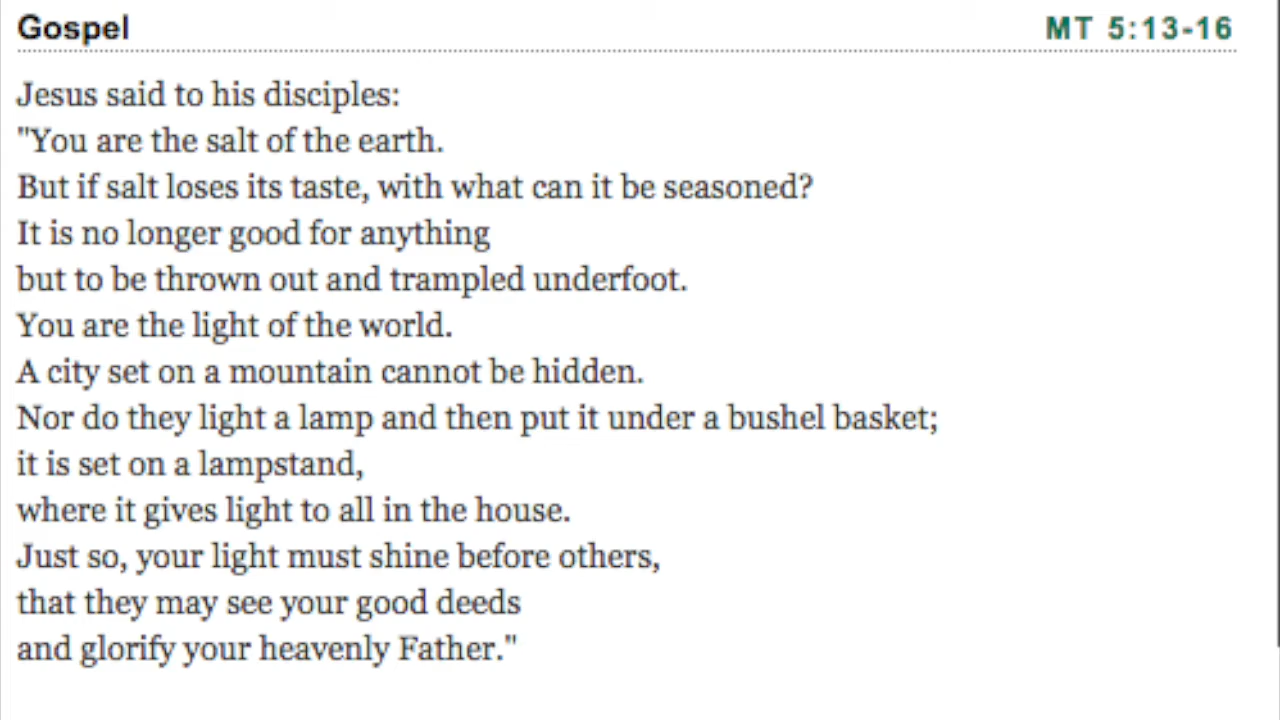 Gospel MT 5:13-16
Jesus said to his disciples:
"You are the salt of the earth.
But if salt loses its taste, with what can it be seasoned?
It is no longer good for anything
but to be thrown out and trampled underfoot.
You are the light of the world.
A city set on a mountain cannot be hidden.
Nor do they light a lamp and then put it under a bushel basket;
it is set on a lampstand,
where it gives light to all in the house.
Just so, your light must shine before others,
that they may see your good deeds
and glorify your heavenly Father."